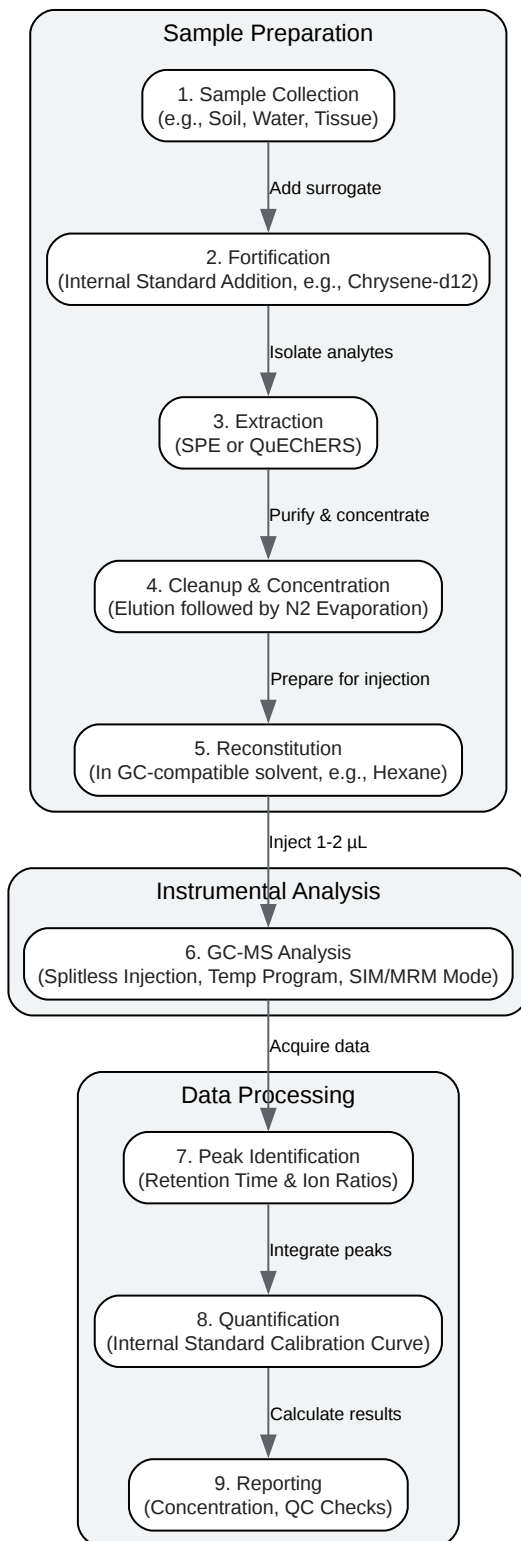 Sample Preparation
1. Sample Collection
(e.g., Soil, Water, Tissue)
Add surrogate
2. Fortification
(Internal Standard Addition, e.g., Chrysene-d12)
Isolate analytes
3. Extraction
(SPE or QuEChERS)
Purify & concentrate
4. Cleanup & Concentration
(Elution followed by N2 Evaporation)
Prepare for injection
5. Reconstitution
(In GC-compatible solvent, e.g., Hexane)
Inject 1-2 µL
Instrumental Analysis
6. GC-MS Analysis
(Splitless Injection, Temp Program, SIM/MRM Mode)
Acquire data
Data Processing
7. Peak Identification
(Retention Time & Ion Ratios)
Integrate peaks
8. Quantification
(Internal Standard Calibration Curve)
Calculate results
9. Reporting
(Concentration, QC Checks)